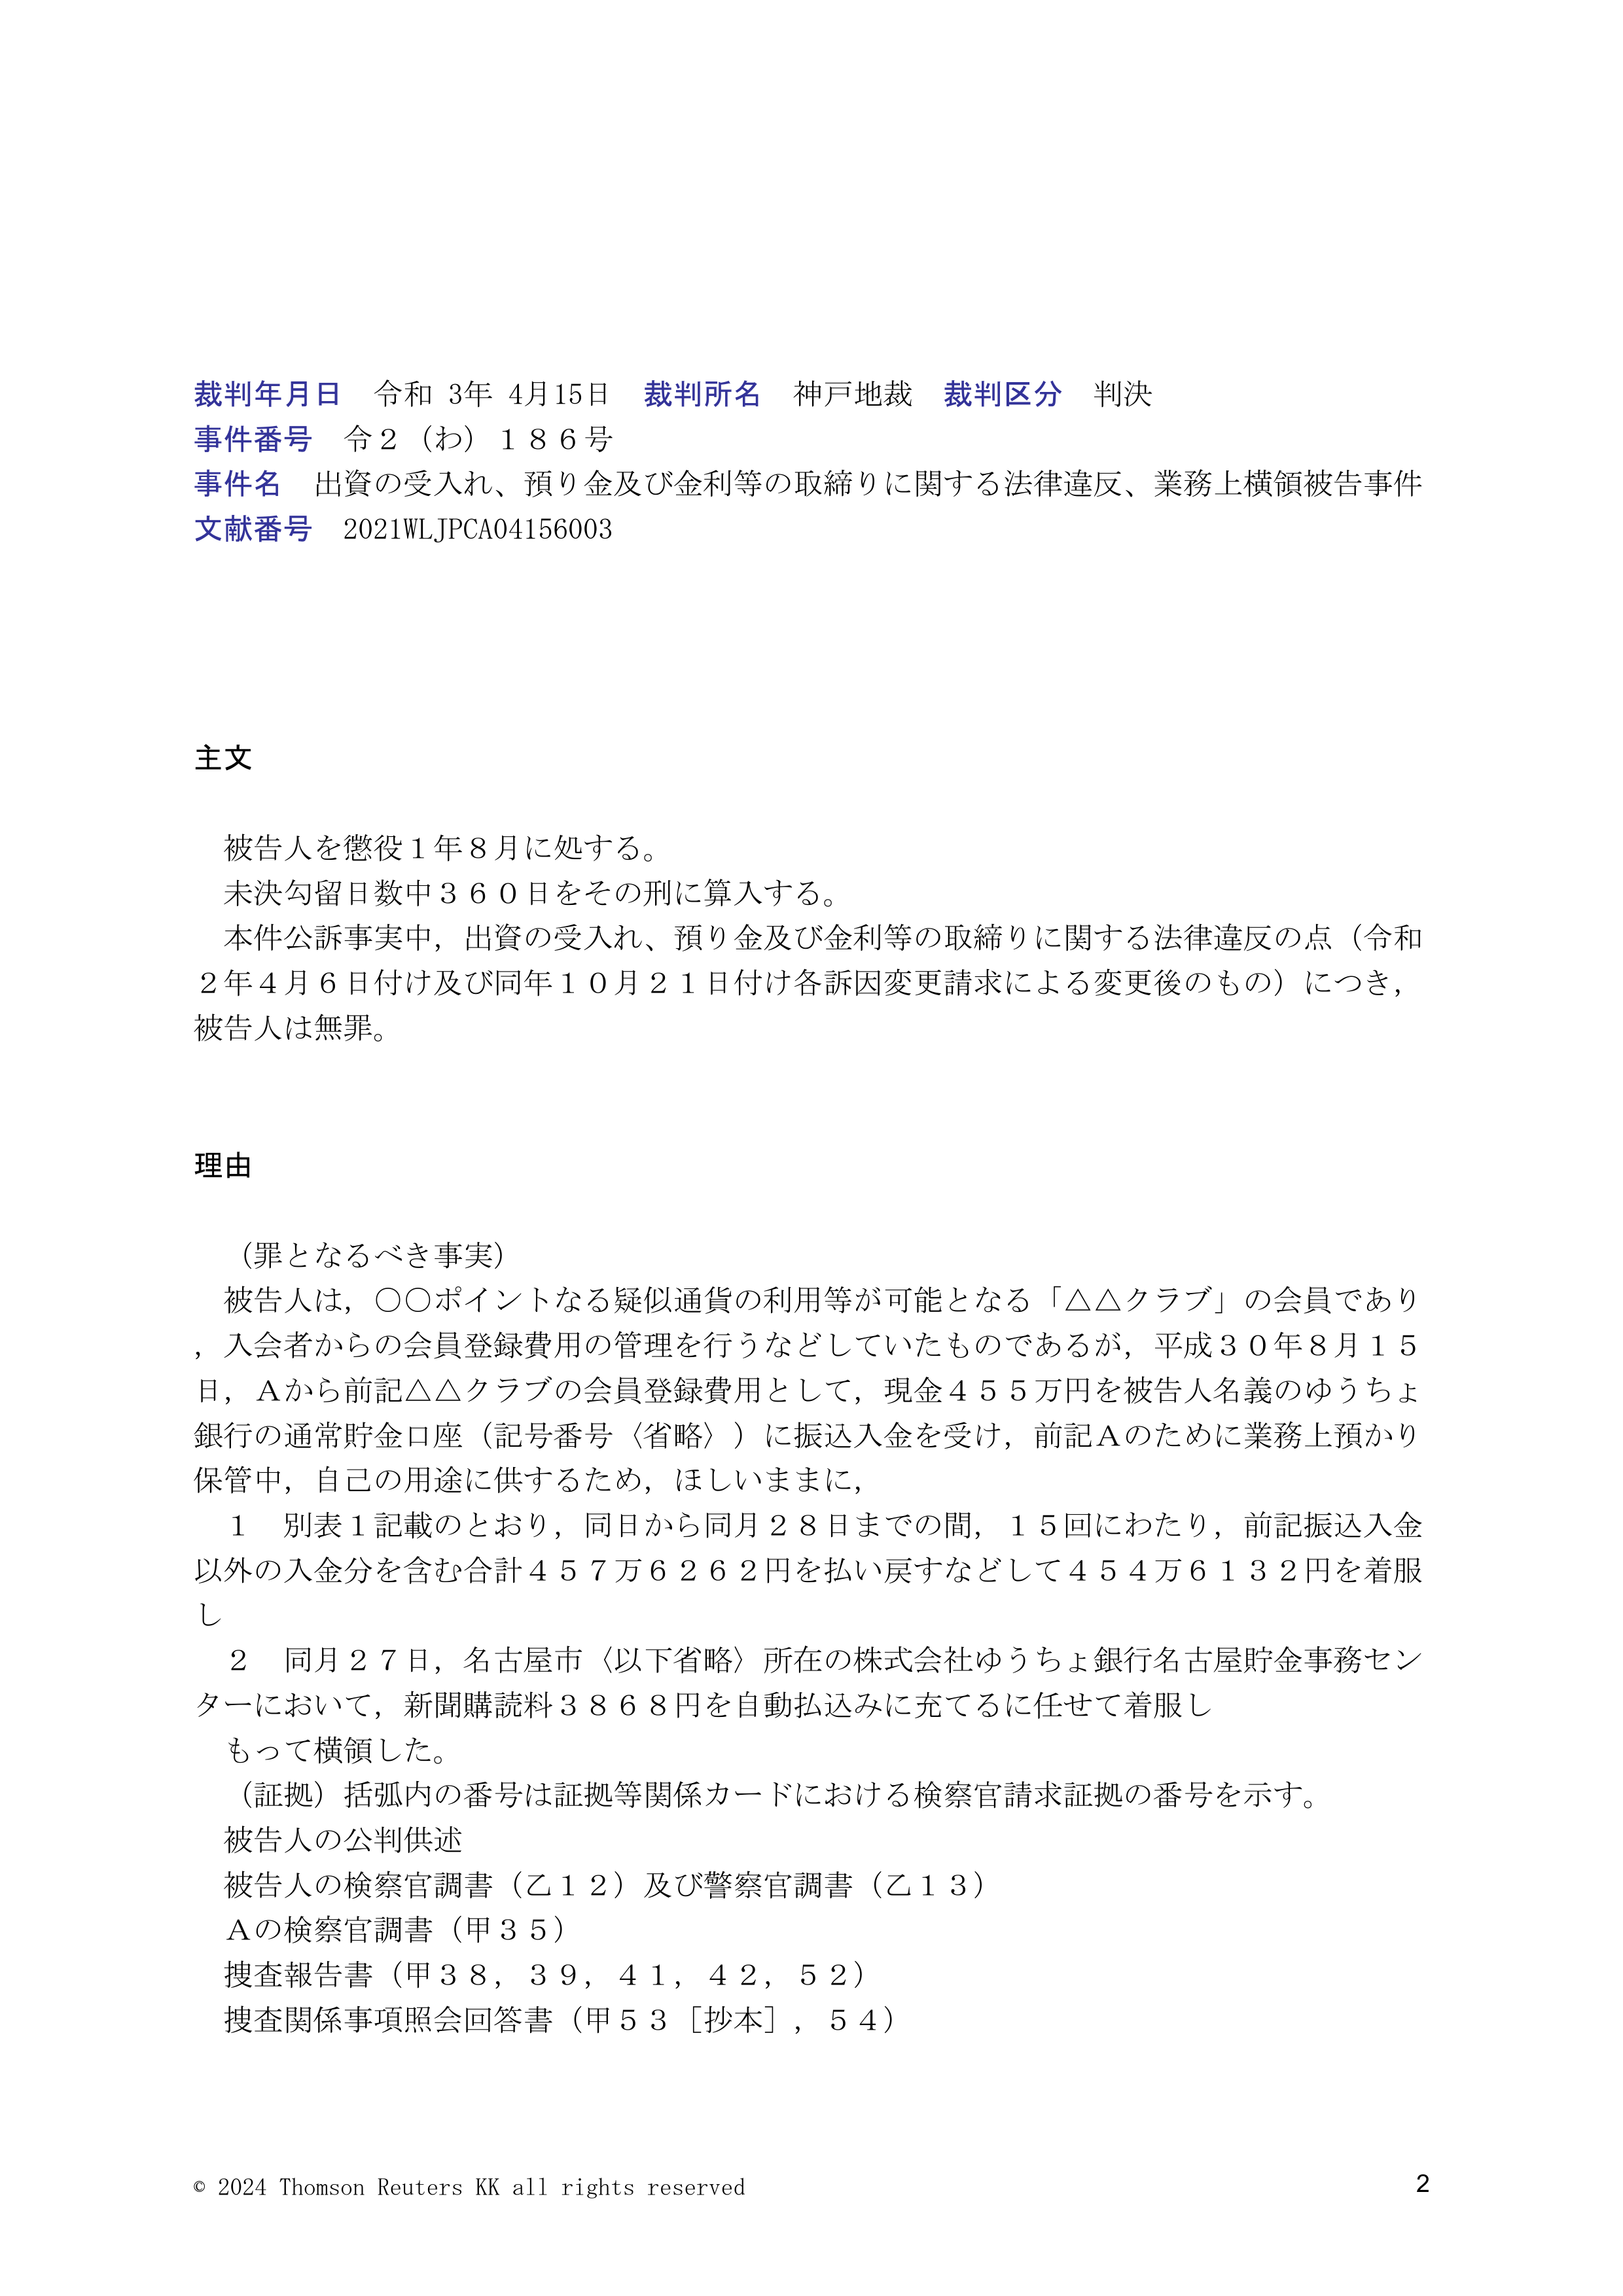 裁判年月日　令和 3年 4月15日　裁判所名　神戸地裁　裁判区分　判決
事件番号　令２（わ）１８６号
事件名　出資の受入れ、預り金及び金利等の取締りに関する法律違反、業務上横領被告事件
文献番号　2021WLJPCA04156003
主文
　被告人を懲役１年８月に処する。
　未決勾留日数中３６０日をその刑に算入する。
　本件公訴事実中，出資の受入れ、預り金及び金利等の取締りに関する法律違反の点（令和
２年４月６日付け及び同年１０月２１日付け各訴因変更請求による変更後のもの）につき，
被告人は無罪。
理由
　（罪となるべき事実）
　被告人は，○○ポイントなる疑似通貨の利用等が可能となる「△△クラブ」の会員であり
，入会者からの会員登録費用の管理を行うなどしていたものであるが，平成３０年８月１５
日，Ａから前記△△クラブの会員登録費用として，現金４５５万円を被告人名義のゆうちょ
銀行の通常貯金口座（記号番号〈省略〉）に振込入金を受け，前記Ａのために業務上預かり
保管中，自己の用途に供するため，ほしいままに，
　１　別表１記載のとおり，同日から同月２８日までの間，１５回にわたり，前記振込入金
以外の入金分を含む合計４５７万６２６２円を払い戻すなどして４５４万６１３２円を着服
し
　２　同月２７日，名古屋市〈以下省略〉所在の株式会社ゆうちょ銀行名古屋貯金事務セン
ターにおいて，新聞購読料３８６８円を自動払込みに充てるに任せて着服し
　もって横領した。
　（証拠）括弧内の番号は証拠等関係カードにおける検察官請求証拠の番号を示す。
　被告人の公判供述
　被告人の検察官調書（乙１２）及び警察官調書（乙１３）
　Ａの検察官調書（甲３５）
　捜査報告書（甲３８，３９，４１，４２，５２）
　捜査関係事項照会回答書（甲５３［抄本］，５４）
© 2024 Thomson Reuters KK all rights reserved
2